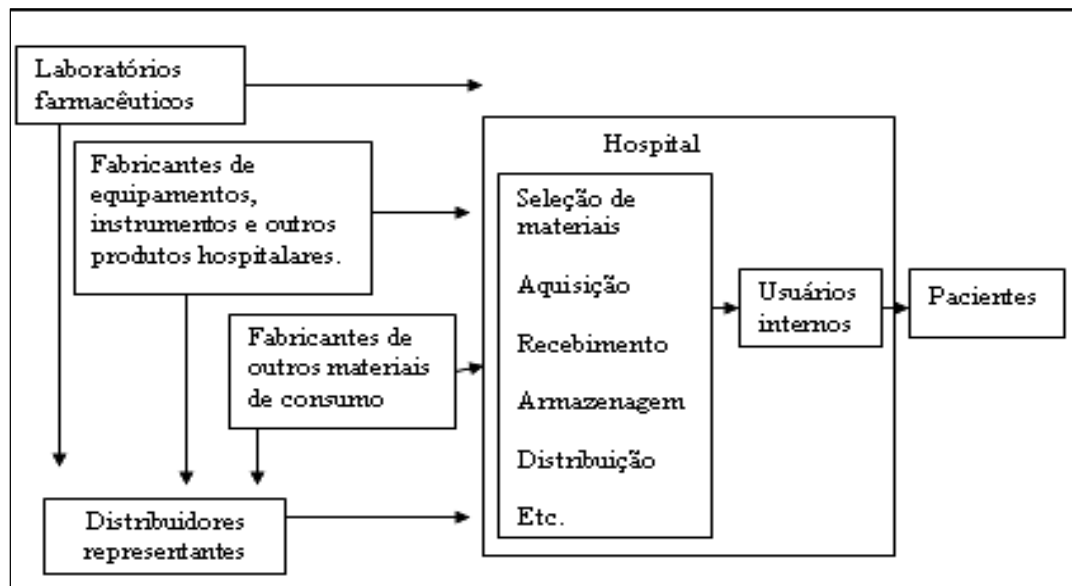 Laboratórios
farmacêuticos
Fabricantes de
equipamentos,
instrumentos e outros
produtos hospitalares.
Fabricantes de
outros materiais
de consumo
Distribuidores
representantes
Hospital
Seleção de
materiais
Aquisição
Recebimento
Armazenagem
Distribuição
Etc.
Usuários
internos
Pacientes